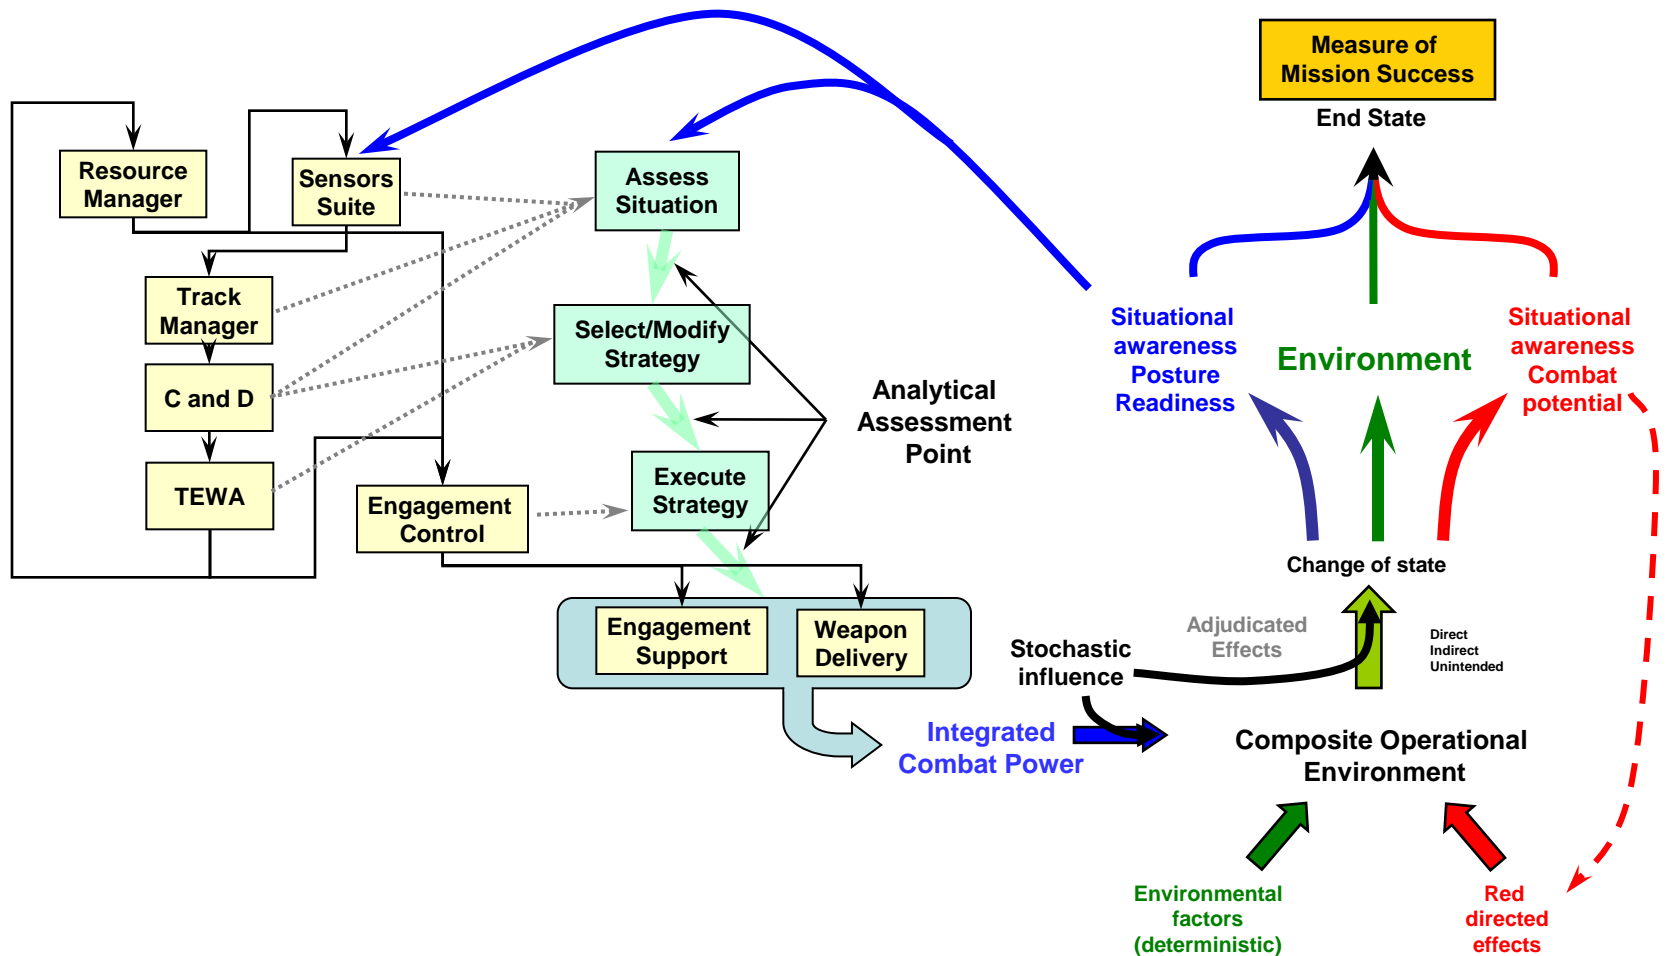 Measure of
Mission Success
End State
Resource
Manager
Sensors
Suite
Assess
Situation
Track
Manager
Select/Modify
Strategy
C and D
TEWA
Execute
Strategy
Engagement
Control
Analytical
Assessment
Point
Engagement
Support
Weapon
Delivery
Situational
awareness
Posture
Readiness
Environment
Situational
awareness
Combat
potential
Change of state
Adjudicated
Effects
Direct
Indirect
Unintended
Stochastic
influence
Integrated
Combat Power
Composite Operational
Environment
Environmental
factors
(deterministic)
Red
directed
effects